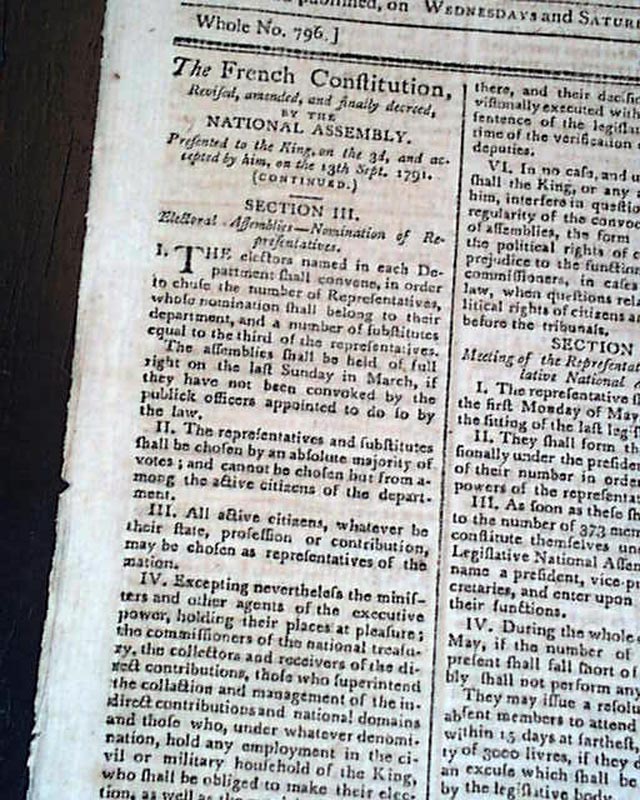 published, on WEDNESDAYS and SATUR
Whole No. 796.]
The French Conſtitution,
Reviſed, amended, and finally decreed,
BY THE
NATIONAL ASSEMBLY.
Preſented to the King, on the 3d, and ac-
cepted by him, on the 13th Sept. 1791.
(CONTINUED.)
SECTION III.
Electoral Aſſemblies—Nomination of Re-
preſentatives.
I. THE electors named in each De-
partment ſhall convene, in order
to chuſe the number of Repreſentatives,
whoſe nomination ſhall belong to their
department, and a number of ſubſtitutes
equal to the third of the repreſentatives.
The aſſemblies ſhall be held of full
right on the laſt Sunday in March, if
they have not been convoked by the
publick officers appointed to do ſo by
the law.
II. The repreſentatives and ſubſtitutes
ſhall be choſen by an abſolute majority of
votes; and cannot be choſen but from a-
mong the active citizens of the depart-
ment.
III. All active citizens, whatever be
their ſtate, profeſſion or contribution,
may be choſen as repreſentatives of the
nation.
IV. Excepting nevertheleſs the miniſ-
ters and other agents of the executive
power, holding their places at pleaſure;
the commiſſioners of the national treaſu-
ry, the collectors and receivers of the di-
rect contributions, thoſe who ſuperintend
the collection and management of the in-
direct contributions and national domains
and thoſe who, under whatever denomi-
nation, hold any employment in the ci-
vil or military houſehold of the King,
who ſhall be obliged to make their elec-
tion, as well as the
there, and their deciſio
viſionally executed with
ſentence of the legiſla
time of the verification
deputies.
VI. In no caſe, and u
ſhall the King, or any
him, interfere in queſtio
regularity of the convoc
of aſſemblies, the form
the political rights of c
prejudice to the function
commiſſioners, in caſes
law, when queſtions rela
litical rights of citizens a
before the tribunals.
SECTION
Meeting of the Repreſentat
lative National A
I. The repreſentative ſ
the firſt Monday of May
the ſitting of the laſt legiſ
II. They ſhall form th
ſionally under the preſiden
of their number in order
powers of the repreſenta
III. As ſoon as theſe ſh
to the number of 373 mem
conſtitute themſelves und
Legiſlative National Aſſem
name a preſident, vice-pr
cretaries, and enter upon
their functions.
IV. During the whole
May, if the number of
preſent ſhall fall ſhort of
bly ſhall not perform any
They may iſſue a reſolu
abſent members to attend
within 15 days at fartheſt
ty of 3000 livres, if they d
an excuſe which ſhall be
by the legiſlative body.